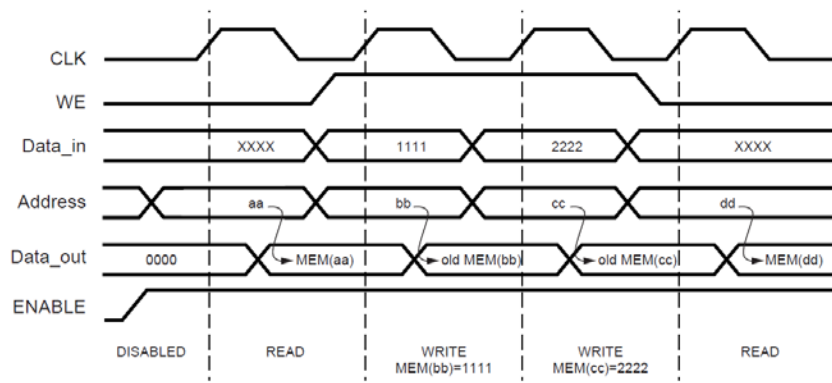 CLK
WE
Data_in XXXX 1111 2222 XXXX
Address aa bb cc dd
Data_out 0000 MEM(aa) old MEM(bb) old MEM(cc) MEM(dd)
ENABLE
DISABLED READ WRITE WRITE READ
MEM(bb)=1111 MEM(cc)=2222